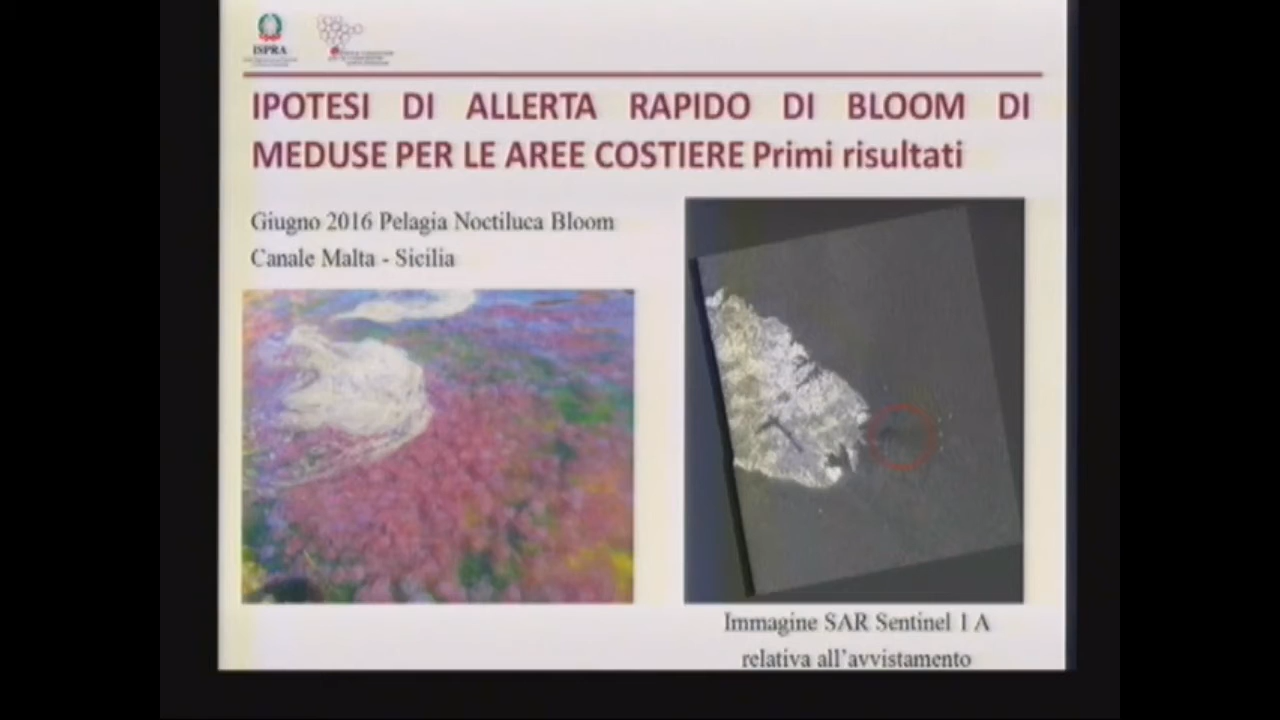 ISPRA
IPOTESI DI ALLERTA RAPIDO DI BLOOM DI
MEDUSE PER LE AREE COSTIERE Primi risultati
Giugno 2016 Pelagia Noctiluca Bloom
Canale Malta - Sicilia
Immagine SAR Sentinel 1 A
relativa all'avvistamento